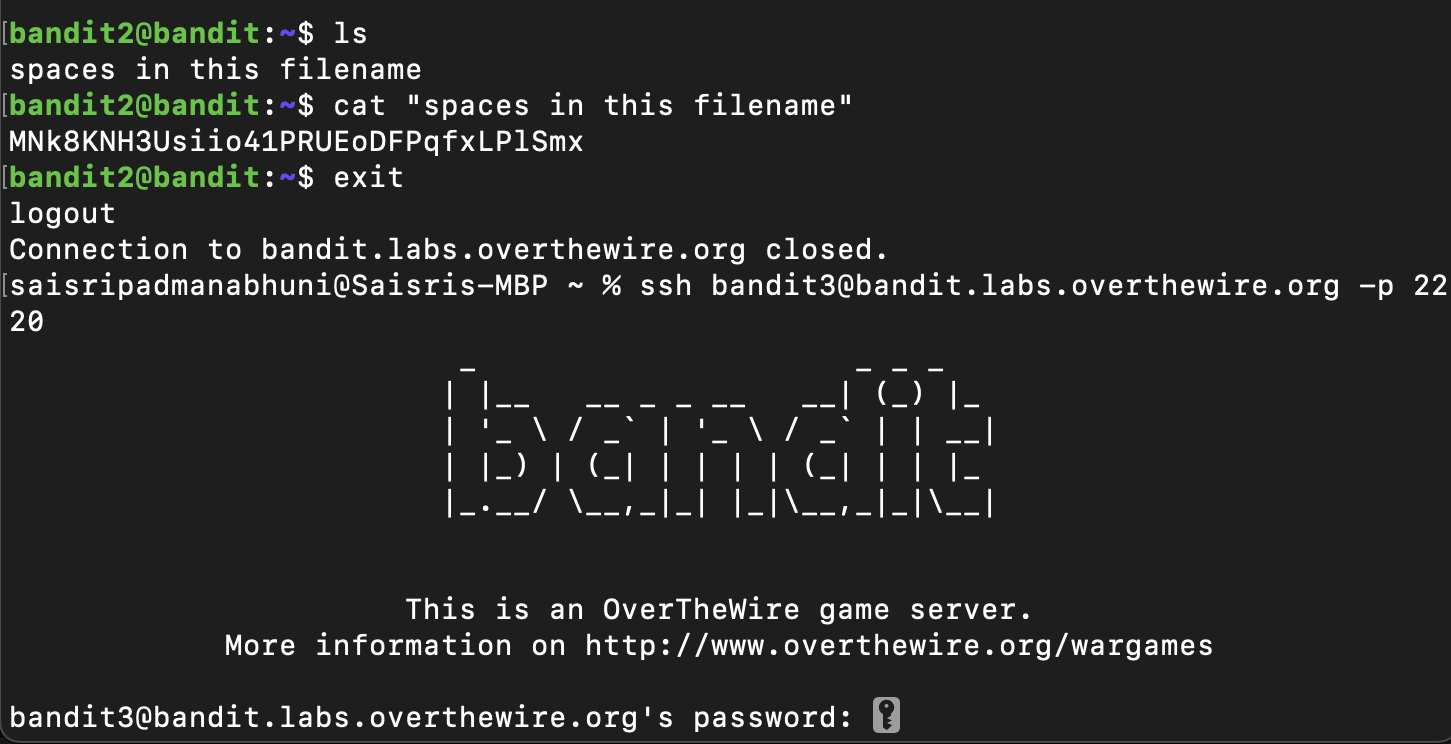 [bandit2@bandit:~$ ls
spaces in this filename
[bandit2@bandit:~$ cat "spaces in this filename"
MNk8KNH3Usiio41PRUEoDFPqfxLPlSmx
[bandit2@bandit:~$ exit
logout
Connection to bandit.labs.overthewire.org closed.
[saisripadmanabhuni@Saisris-MBP ~ % ssh bandit3@bandit.labs.overthewire.org -p 22
20
                         _                     _ _ _
                        | |__   __ _ _ __   __| (_) |_
                        | '_ \ / _` | '_ \ / _` | | __|
                        | |_) | (_| | | | | (_| | | |_
                        |_.__/ \__,_|_| |_|\__,_|_|\__|
This is an OverTheWire game server.
More information on http://www.overthewire.org/wargames
bandit3@bandit.labs.overthewire.org's password: